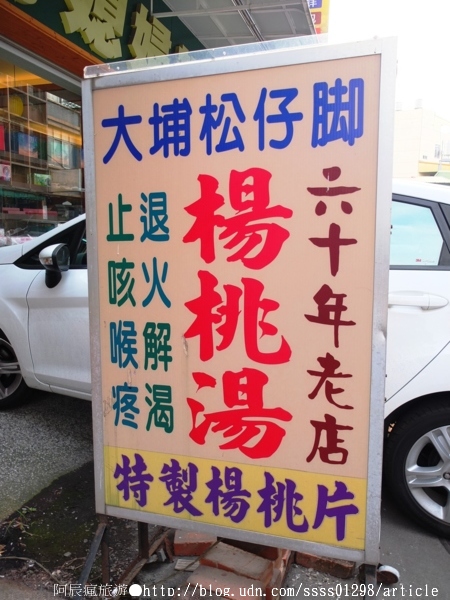 大埔松仔脚
六十年老店
楊桃湯
退火解渴
止咳喉疼
特製楊桃片
阿辰瘋旅遊●http://blog.udn.com/ssss01298/article